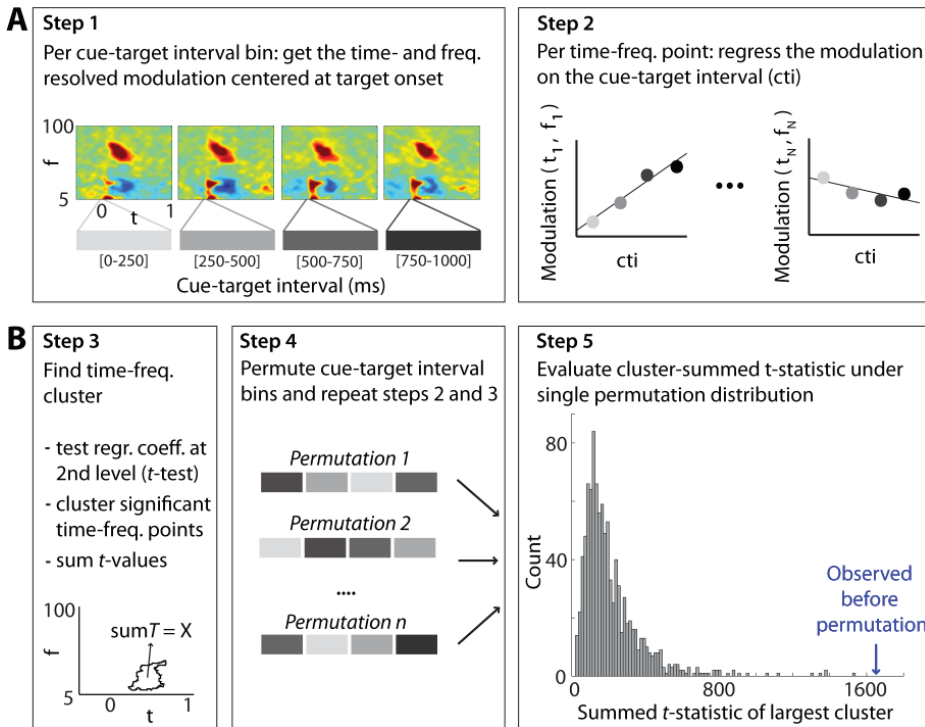 A
Step 1
Per cue-target interval bin: get the time- and freq.
resolved modulation centered at target onset
100
f
5
0 t 1
[0-250] [250-500] [500-750] [750-1000]
Cue-target interval (ms)
Step 2
Per time-freq. point: regress the modulation
on the cue-target interval (cti)
Modulation ( t1 , f1 )
cti
•••
Modulation ( tN , fN )
cti
B
Step 3
Find time-freq.
cluster
- test regr. coeff. at
2nd level (t-test)
- cluster significant
time-freq. points
- sum t-values
100
sumT = X
f
5
0 t 1
Step 4
Permute cue-target interval
bins and repeat steps 2 and 3
Permutation 1
Permutation 2
....
Permutation n
Step 5
Evaluate cluster-summed t-statistic under
single permutation distribution
80
40
0
Count
Observed
before
permutation
0 800 1600
Summed t-statistic of largest cluster